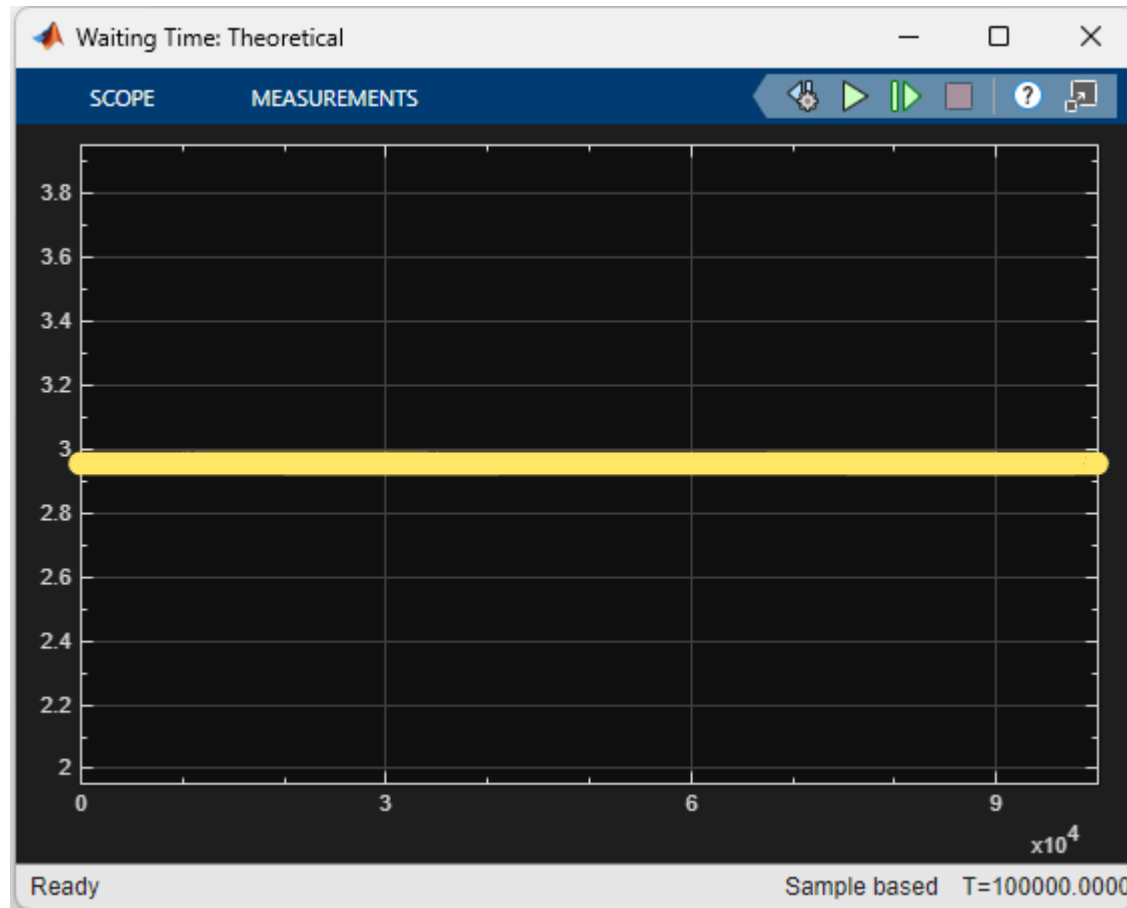 Waiting Time: Theoretical
SCOPE MEASUREMENTS ?
3.8
3.6
3.4
3.2
3
2.8
2.6
2.4
2.2
2
0 3 6 9
x10^4
Ready Sample based T=100000.0000